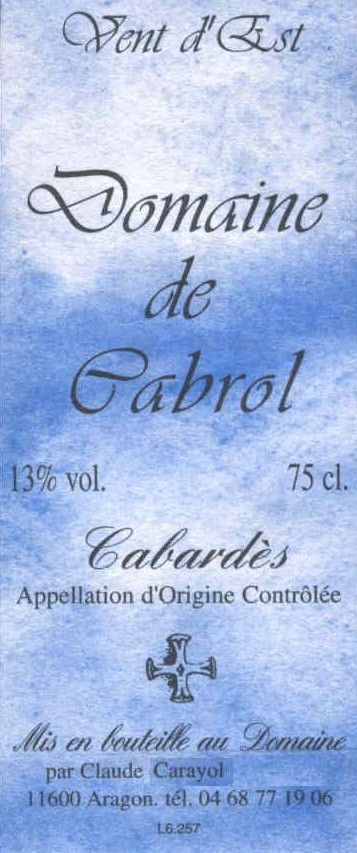 Vent d'Est
Domaine
de
Cabrol
13% vol. 75 cl.
Cabardès
Appellation d'Origine Contrôlée
Mis en bouteille au Domaine
par Claude Carayol
11600 Aragon. tél. 04 68 77 19 06
L6.257